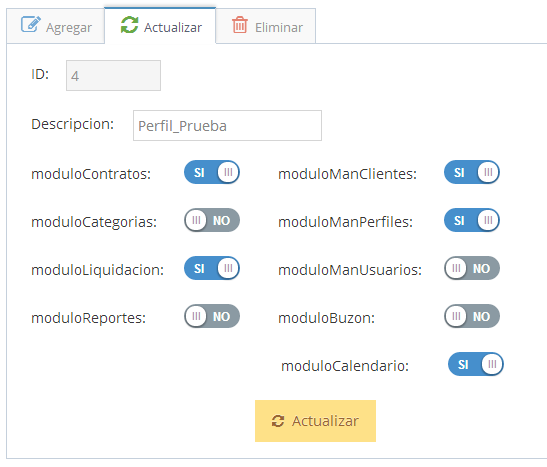 Agregar Actualizar Eliminar
ID: 4
Descripcion: Perfil_Prueba
moduloContratos: SI moduloManClientes: SI
moduloCategorias: NO moduloManPerfiles: SI
moduloLiquidacion: SI moduloManUsuarios: NO
moduloReportes: NO moduloBuzon: NO
moduloCalendario: SI
Actualizar